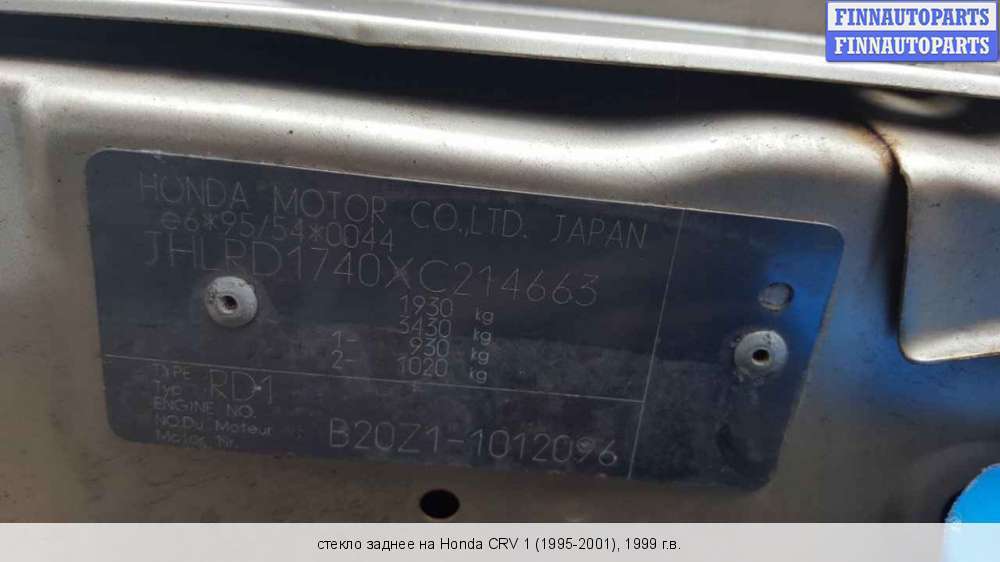 FINNAUTOPARTS
FINNAUTOPARTS
HONDA MOTOR CO.,LTD. JAPAN
e6*95/54*0044
JHLRD1740XC214663
1930 kg
3430 kg
1- 930 kg
2- 1020 kg
TYPE
TYP RD1
ENGINE NO.
NO.Du Moteur
Motor Nr. B20Z1-1012096
стекло заднее на Honda CRV 1 (1995-2001), 1999 г.в.